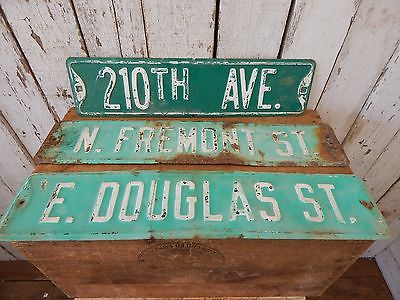 210TH AVE.
N. FREMONT ST
E. DOUGLAS ST.